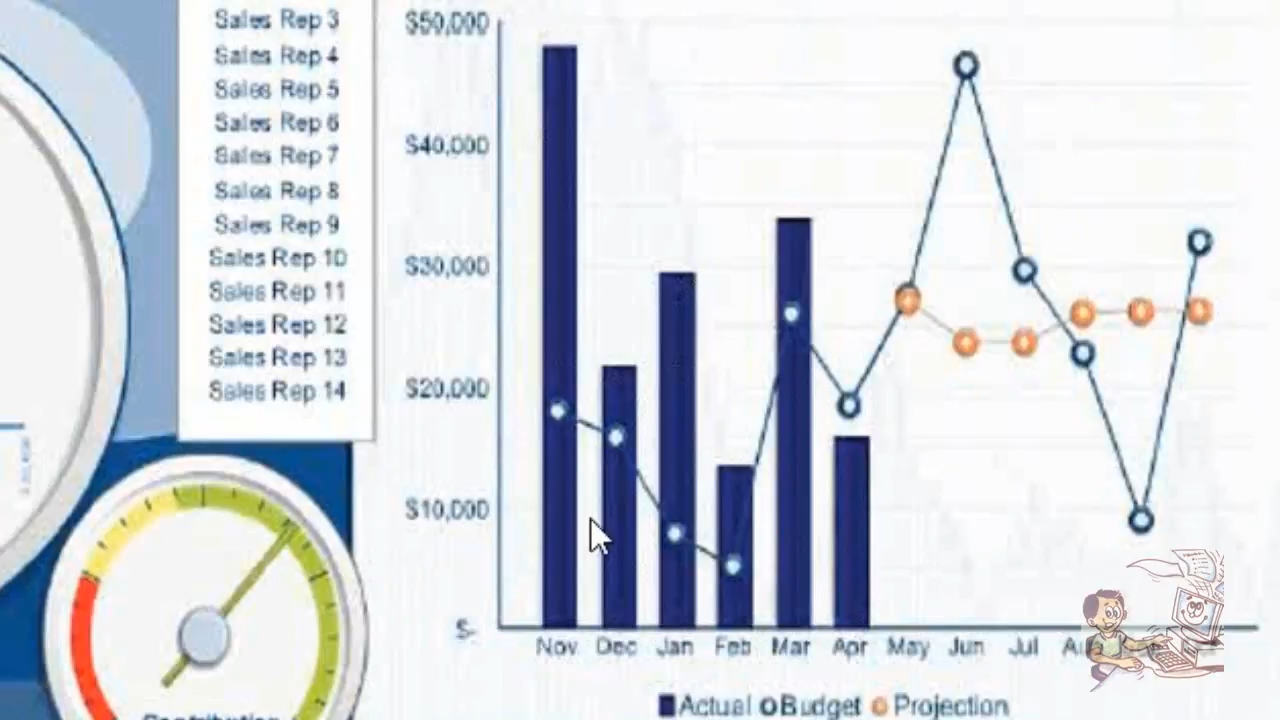 Sales Rep 3
Sales Rep 4
Sales Rep 5
Sales Rep 6
Sales Rep 7
Sales Rep 8
Sales Rep 9
Sales Rep 10
Sales Rep 11
Sales Rep 12
Sales Rep 13
Sales Rep 14
$50,000
$40,000
$30,000
$20,000
$10,000
$-
Nov Dec Jan Feb Mar Apr May Jun Jul
Actual Budget Projection
Contribution